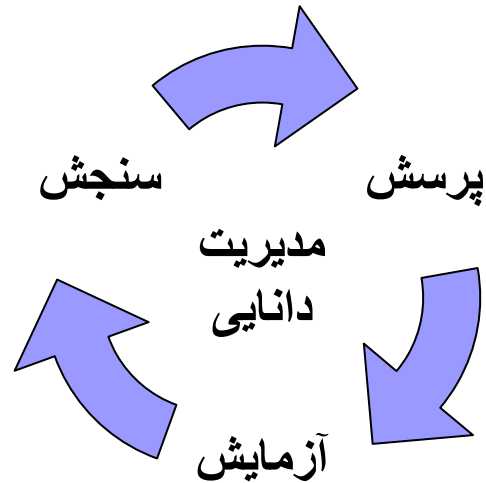 سنجش
پرسش
مدیریت
دانایی
آزمایش